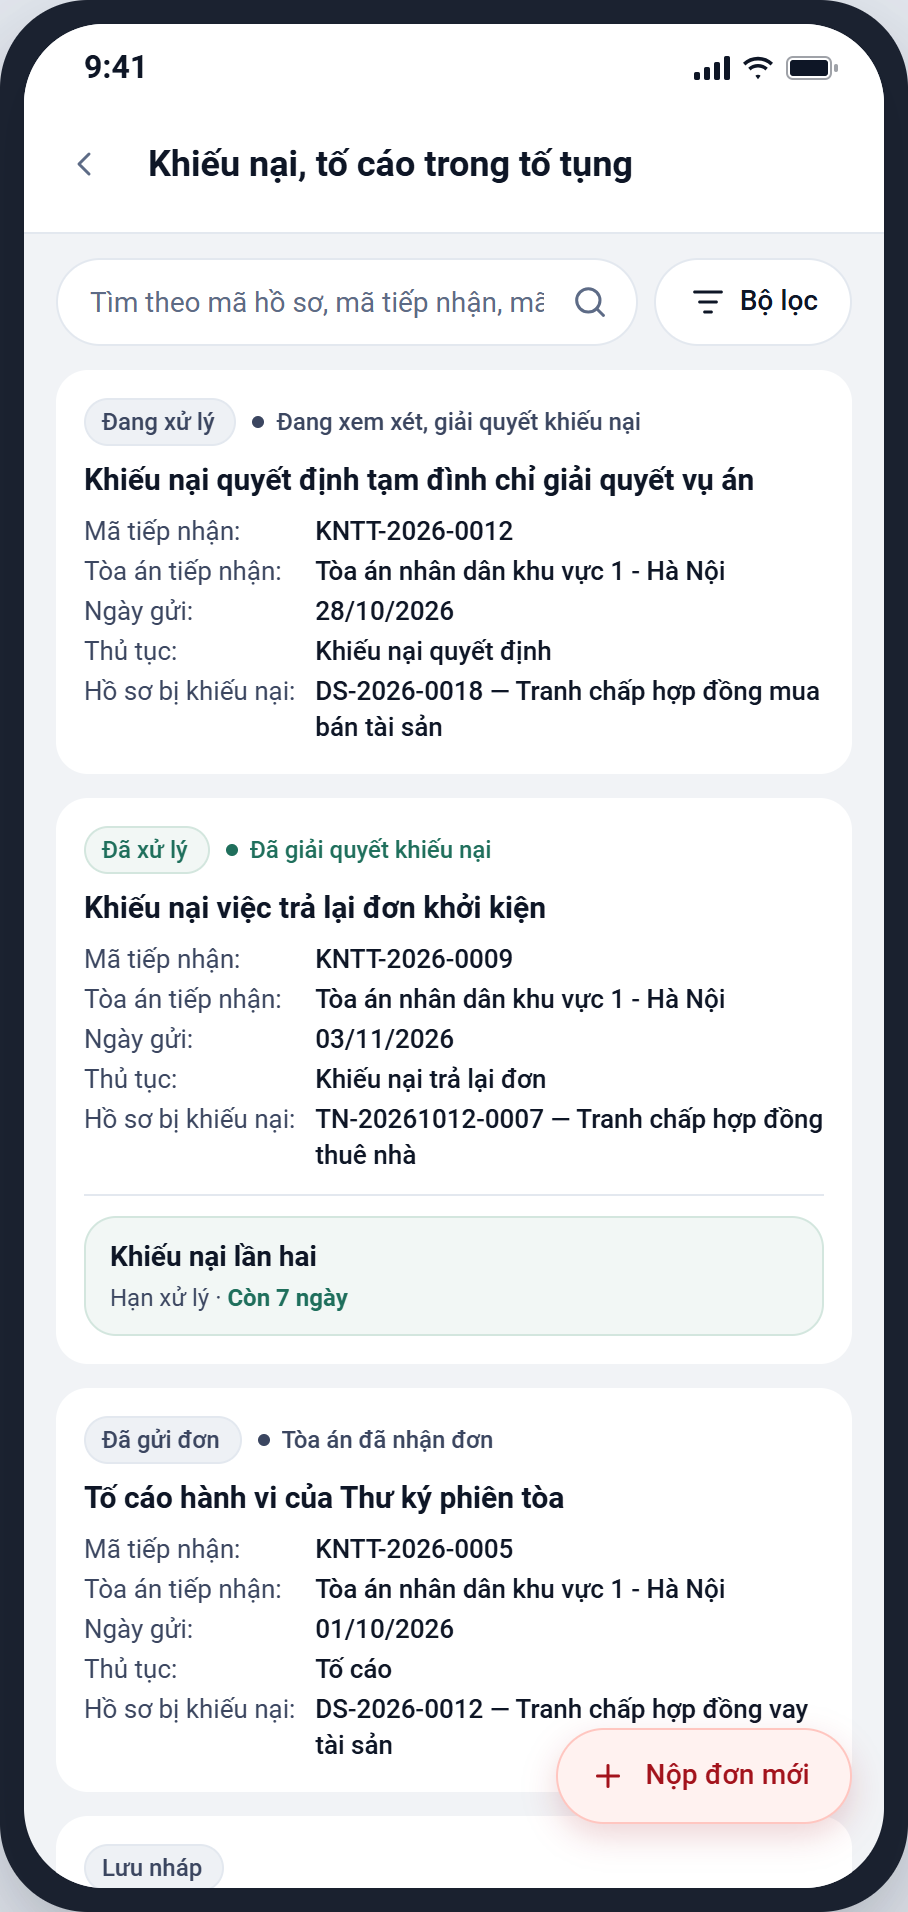 9:41
Khiếu nại, tố cáo trong tố tụng
Tìm theo mã hồ sơ, mã tiếp nhận, mã
Bộ lọc
Đang xử lý
Đang xem xét, giải quyết khiếu nại
Khiếu nại quyết định tạm đình chỉ giải quyết vụ án
Mã tiếp nhận: KNTT-2026-0012
Tòa án tiếp nhận: Tòa án nhân dân khu vực 1 - Hà Nội
Ngày gửi: 28/10/2026
Thủ tục: Khiếu nại quyết định
Hồ sơ bị khiếu nại: DS-2026-0018 — Tranh chấp hợp đồng mua
bán tài sản
Đã xử lý
Đã giải quyết khiếu nại
Khiếu nại việc trả lại đơn khởi kiện
Mã tiếp nhận: KNTT-2026-0009
Tòa án tiếp nhận: Tòa án nhân dân khu vực 1 - Hà Nội
Ngày gửi: 03/11/2026
Thủ tục: Khiếu nại trả lại đơn
Hồ sơ bị khiếu nại: TN-20261012-0007 — Tranh chấp hợp đồng
thuê nhà
Khiếu nại lần hai
Hạn xử lý · Còn 7 ngày
Đã gửi đơn
Tòa án đã nhận đơn
Tố cáo hành vi của Thư ký phiên tòa
Mã tiếp nhận: KNTT-2026-0005
Tòa án tiếp nhận: Tòa án nhân dân khu vực 1 - Hà Nội
Ngày gửi: 01/10/2026
Thủ tục: Tố cáo
Hồ sơ bị khiếu nại: DS-2026-0012 — Tranh chấp hợp đồng vay
tài sản
Nộp đơn mới
Lưu nháp